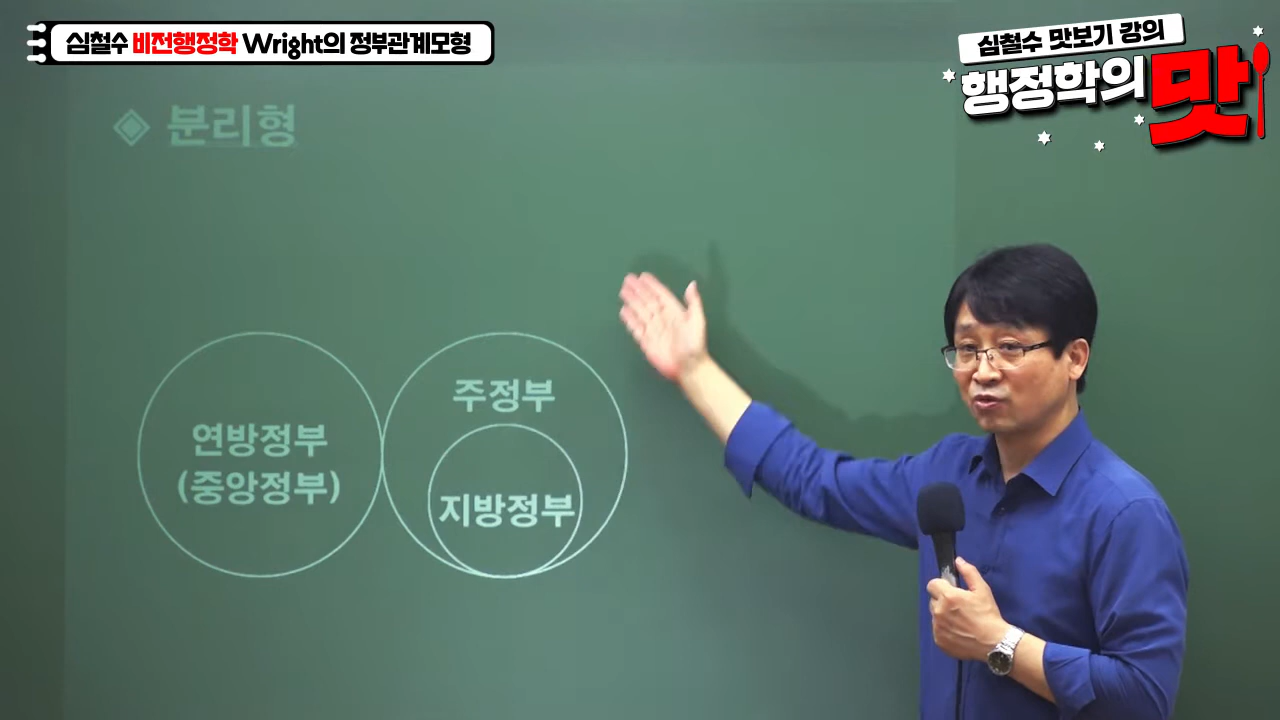 심철수 비전행정학 Wright의 정부관계모형
심철수 맛보기 강의
행정학의 맛
◈ 분리형
주정부
연방정부
(중앙정부)
지방정부